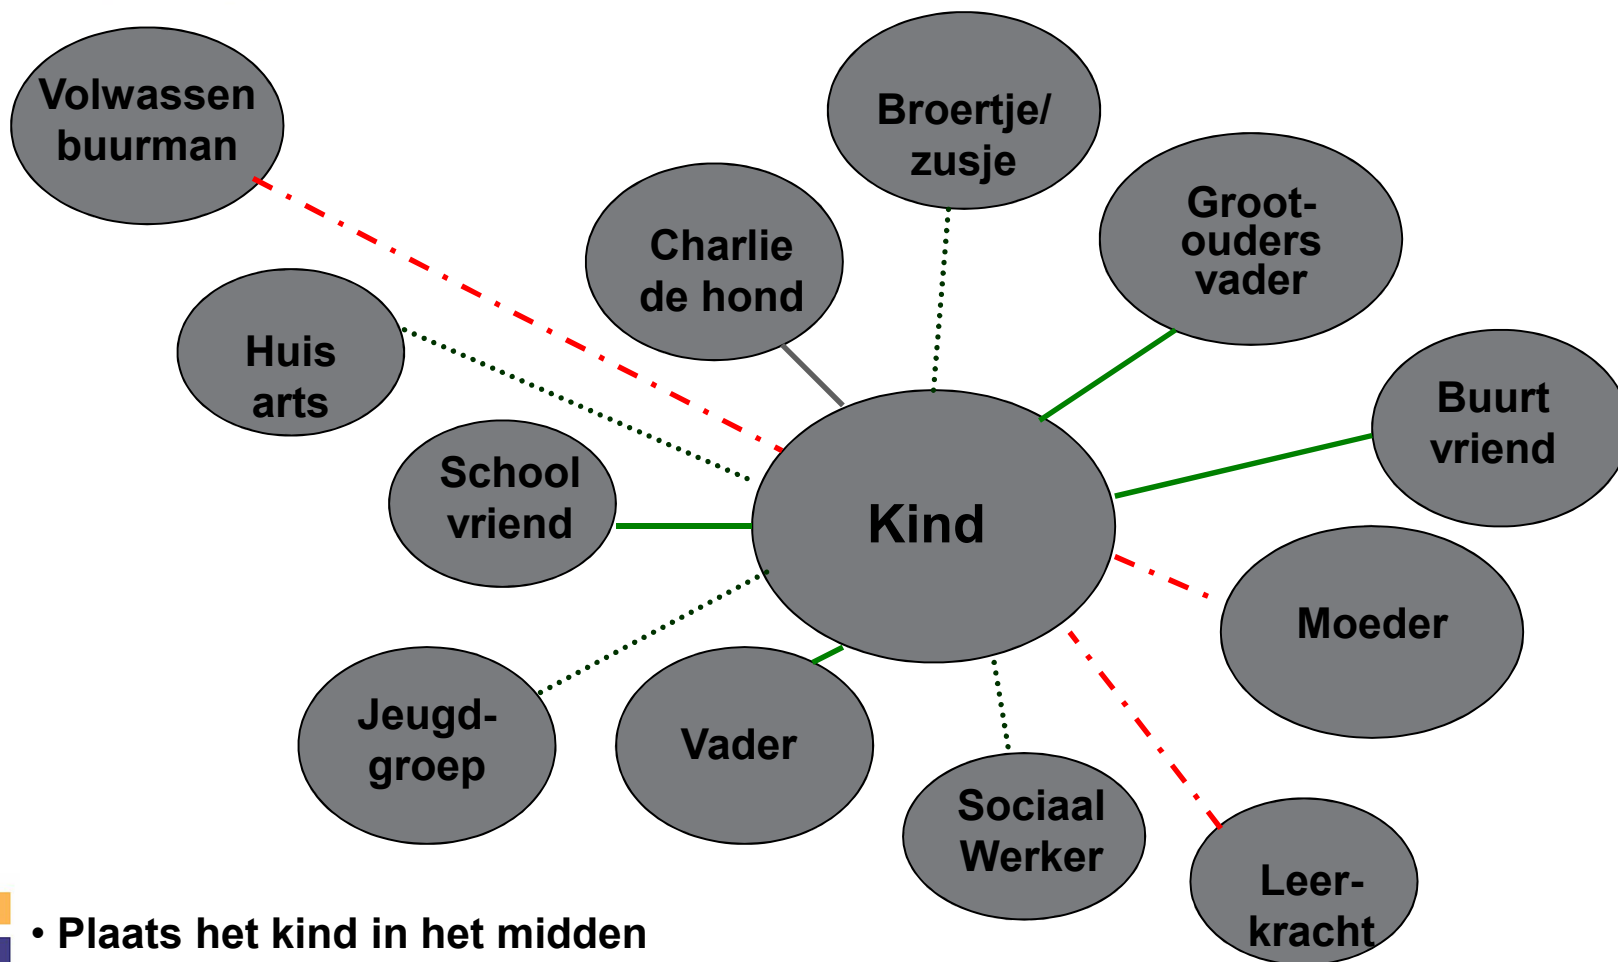 Volwassen
buurman
Broertje/
zusje
Groot-
ouders
vader
Charlie
de hond
Huis
arts
Buurt
vriend
School
vriend
Kind
Moeder
Jeugd-
groep
Vader
Sociaal
Werker
Leer-
kracht
• Plaats het kind in het midden